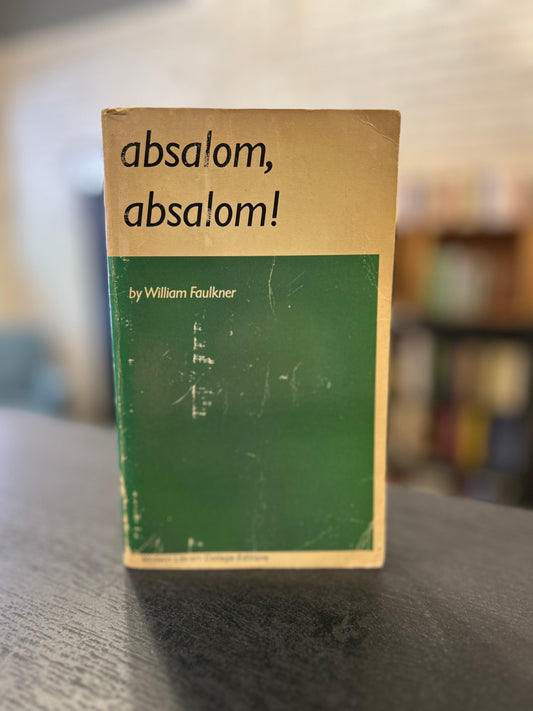 absalom,
absalom!
by William Faulkner
Modern Library College Editions